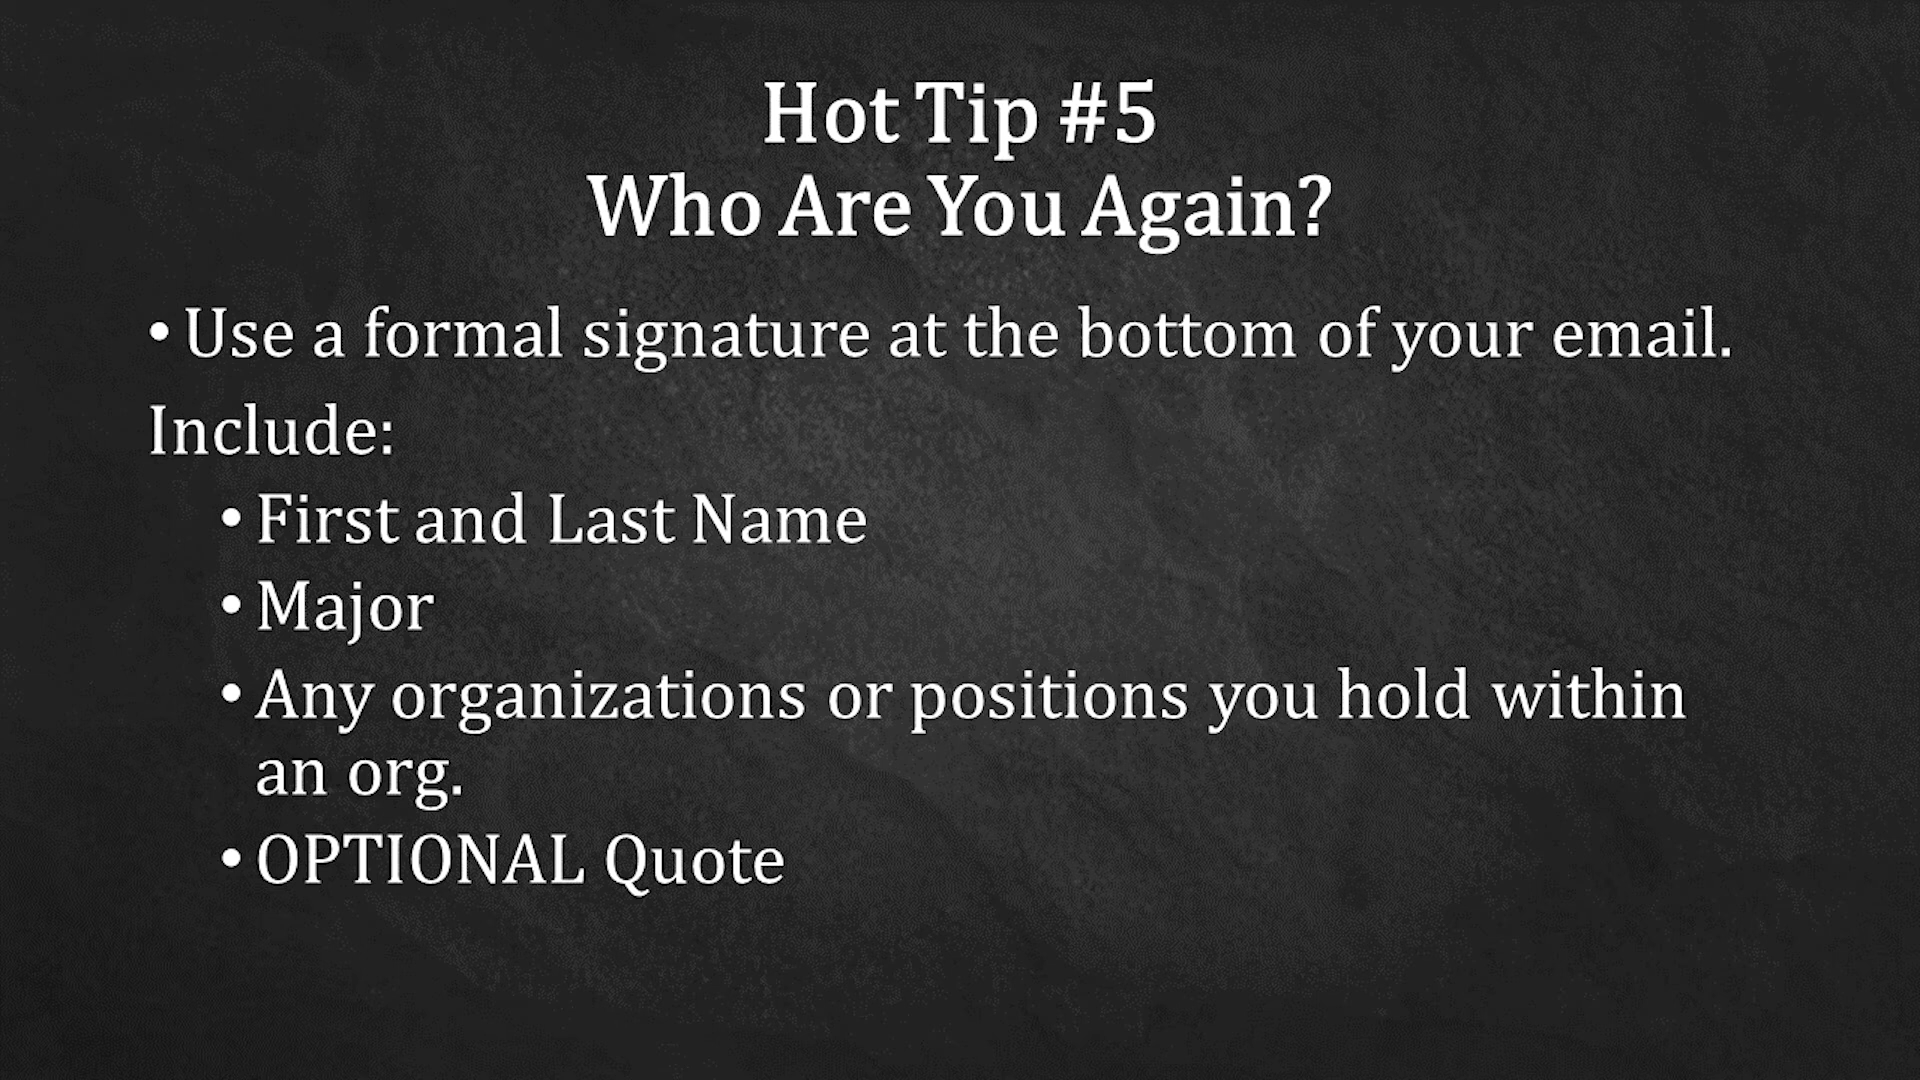 Hot Tip #5
Who Are You Again?
• Use a formal signature at the bottom of your email.
Include:
• First and Last Name
• Major
• Any organizations or positions you hold within
an org.
• OPTIONAL Quote